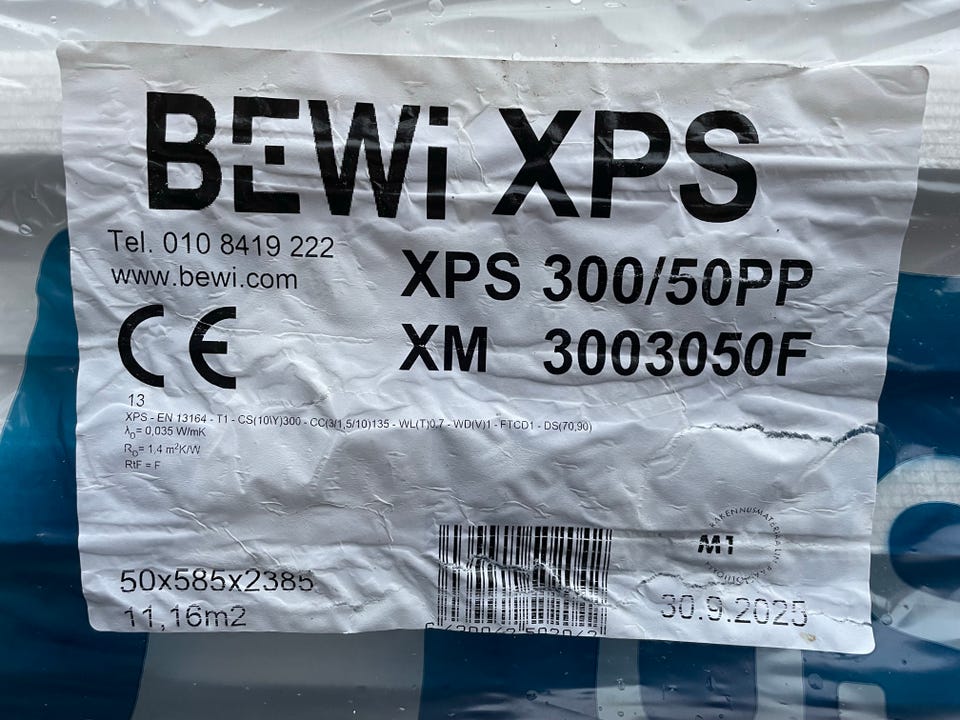 BEWi XPS
Tel. 010 8419 222
www.bewi.com
XPS 300/50PP
XM 3003050F
CE
13
XPS - EN 13164 - T1 - CS(10\Y)300 - CC(3/1,5/10)135 - WL(T)0,7 - WD(V)1 - FTCD1 - DS(70,90)
λD= 0,035 W/mK
RD= 1,4 m²K/W
RtF = F
50x585x2385
11,16m2
M1
30.9.2025